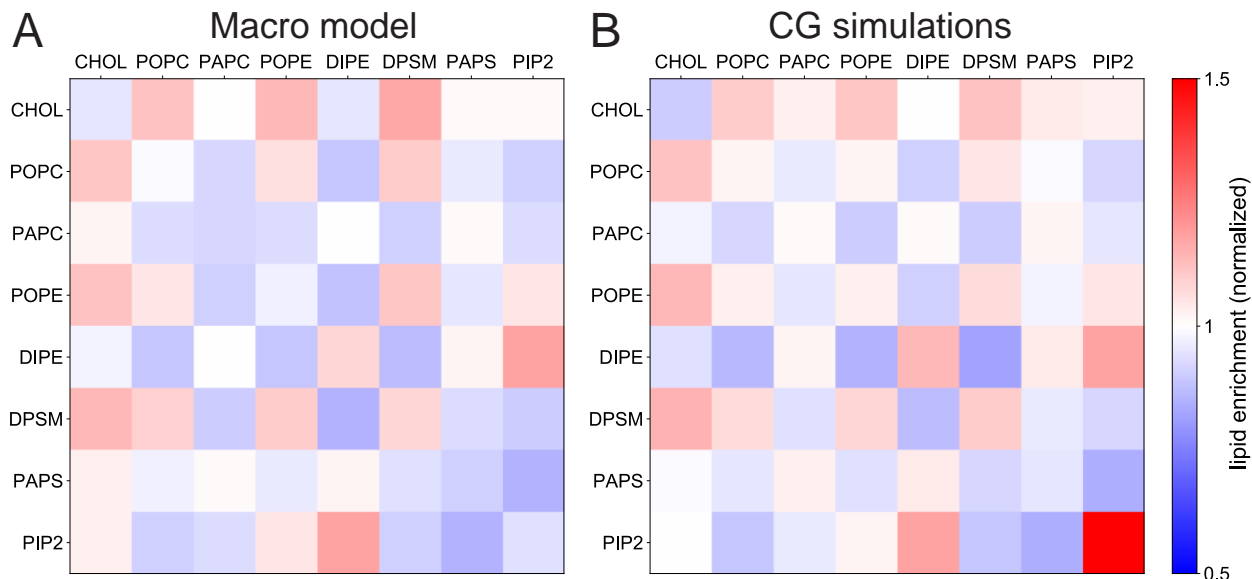 A Macro model B CG simulations
CHOL POPC PAPC POPE DIPE DPSM PAPS PIP2 CHOL POPC PAPC POPE DIPE DPSM PAPS PIP2
1.5
CHOL CHOL
POPC POPC
PAPC PAPC
POPE POPE
1
DIPE DIPE
DPSM DPSM
PAPS PAPS
PIP2 PIP2
0.5
lipid enrichment (normalized)